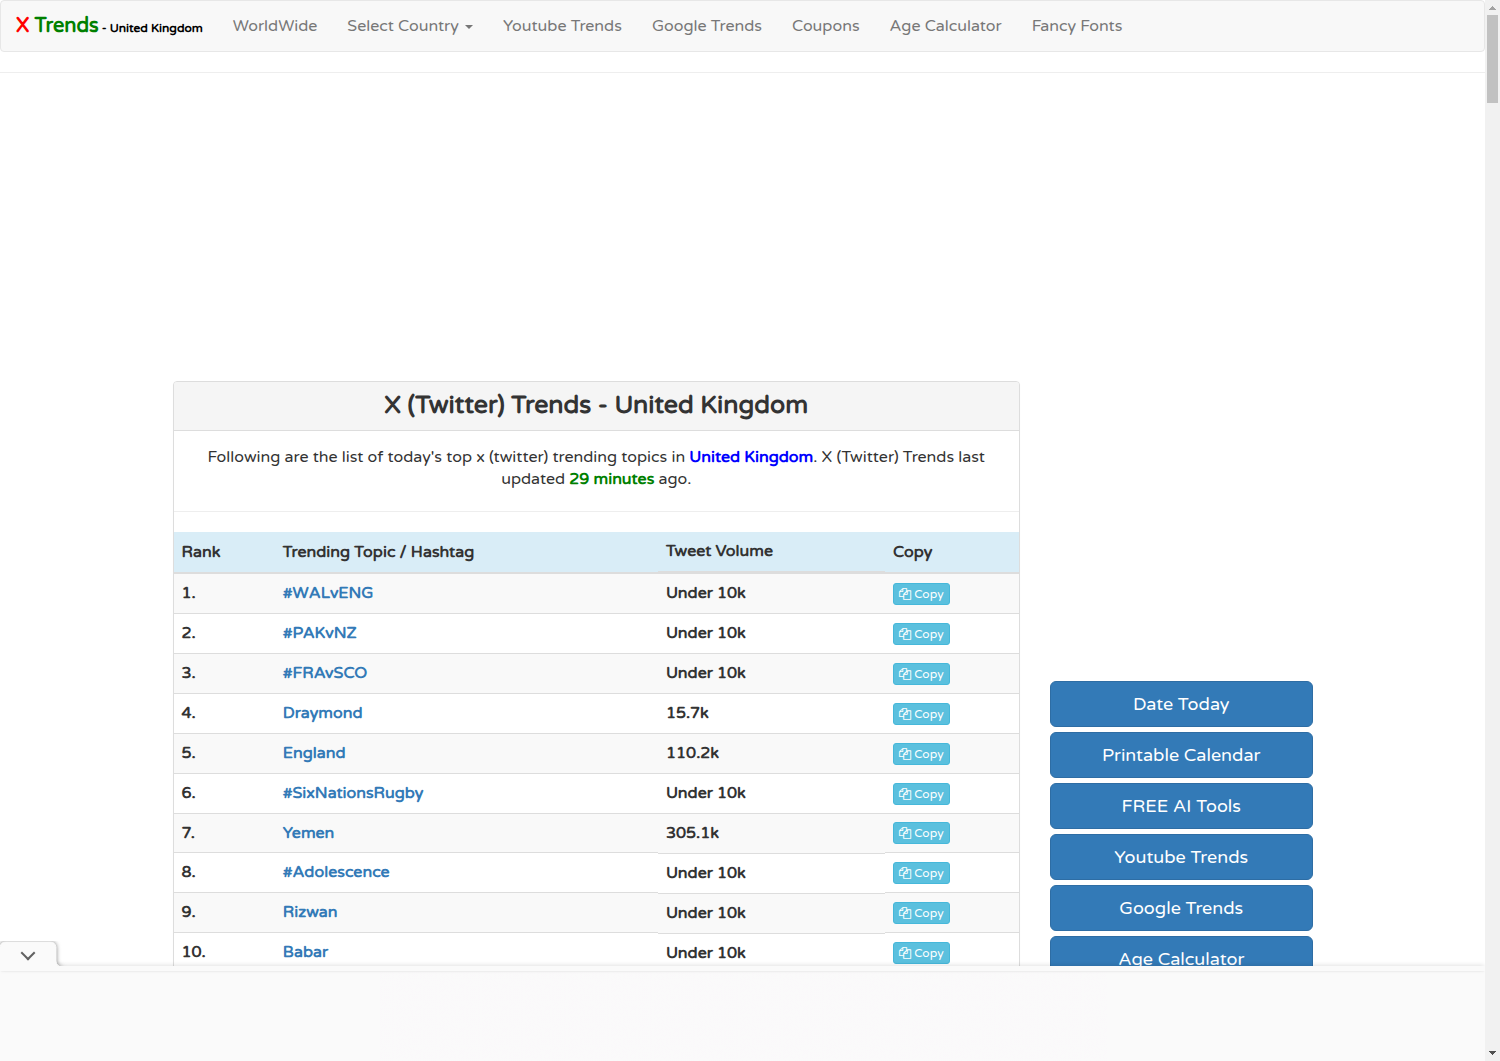 X Trends - United Kingdom WorldWide Select Country Youtube Trends Google Trends Coupons Age Calculator Fancy Fonts
X (Twitter) Trends - United Kingdom
Following are the list of today's top x (twitter) trending topics in United Kingdom. X (Twitter) Trends last
updated 29 minutes ago.
Rank Trending Topic / Hashtag Tweet Volume Copy
1. #WALvENG Under 10k Copy
2. #PAKvNZ Under 10k Copy
3. #FRAvSCO Under 10k Copy
4. Draymond 15.7k Copy
5. England 110.2k Copy
6. #SixNationsRugby Under 10k Copy
7. Yemen 305.1k Copy
8. #Adolescence Under 10k Copy
9. Rizwan Under 10k Copy
10. Babar Under 10k Copy
Date Today
Printable Calendar
FREE AI Tools
Youtube Trends
Google Trends
Age Calculator